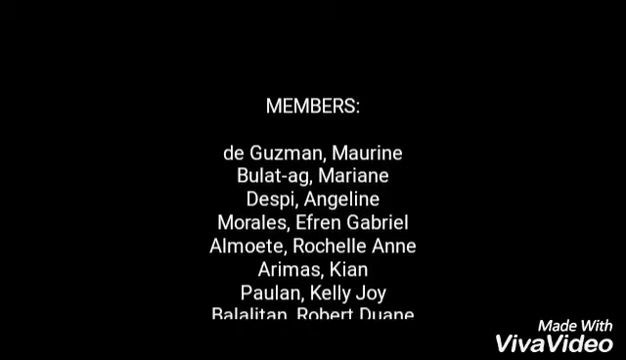 MEMBERS:
de Guzman, Maurine
Bulat-ag, Mariane
Despi, Angeline
Morales, Efren Gabriel
Almoete, Rochelle Anne
Arimas, Kian
Paulan, Kelly Joy
Balalitan, Robert Duane
Made With
VivaVideo